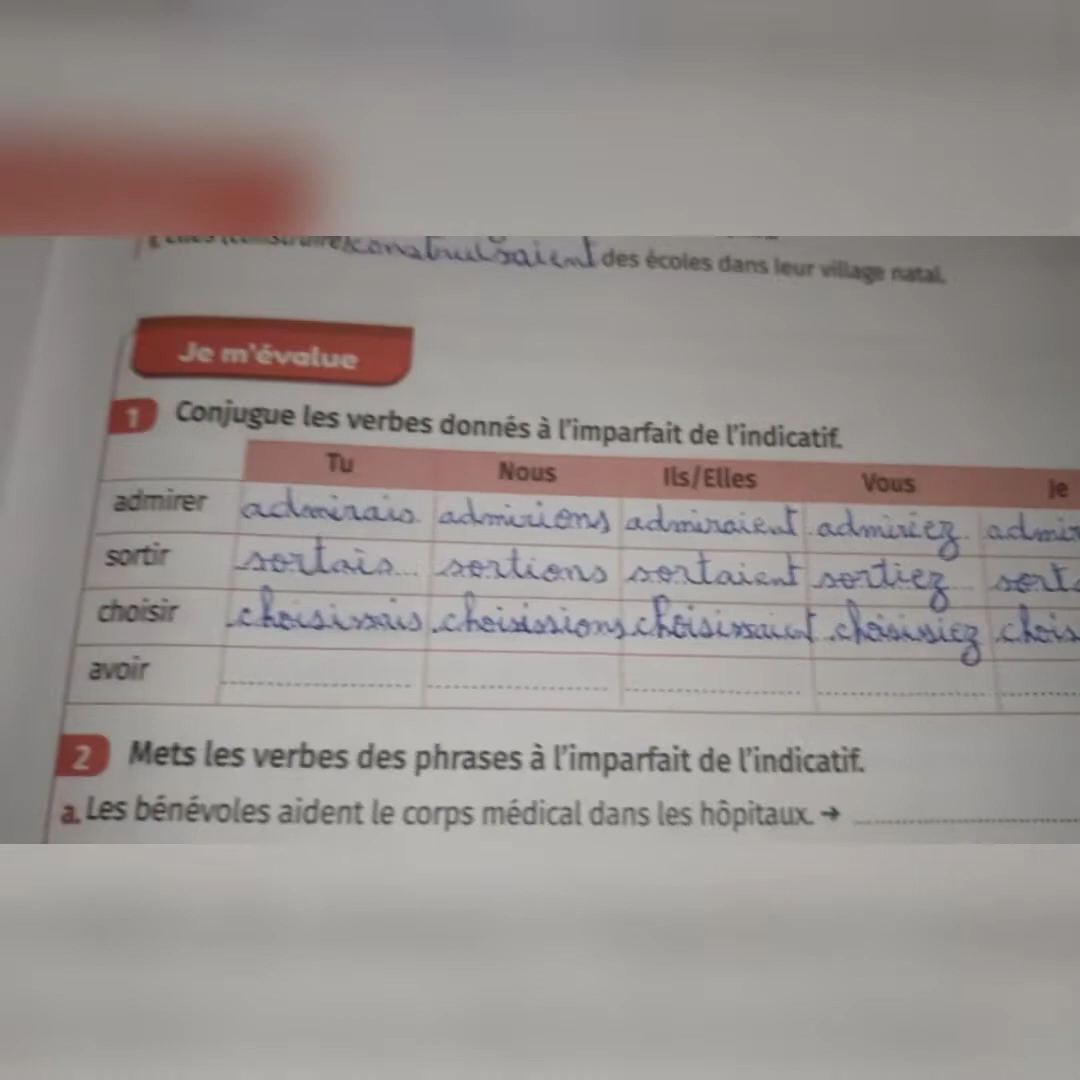 construisaient des écoles dans leur village natal.
Je m'évalue
1 Conjugue les verbes donnés à l'imparfait de l'indicatif.
Tu Nous Ils/Elles Vous Je
admirer admirais admirions admiraient admiriez admir
sortir sortais sortions sortaient sortiez sort
choisir choisissais choisissions choisissaient choisissiez chois
avoir
2 Mets les verbes des phrases à l'imparfait de l'indicatif.
a. Les bénévoles aident le corps médical dans les hôpitaux. →